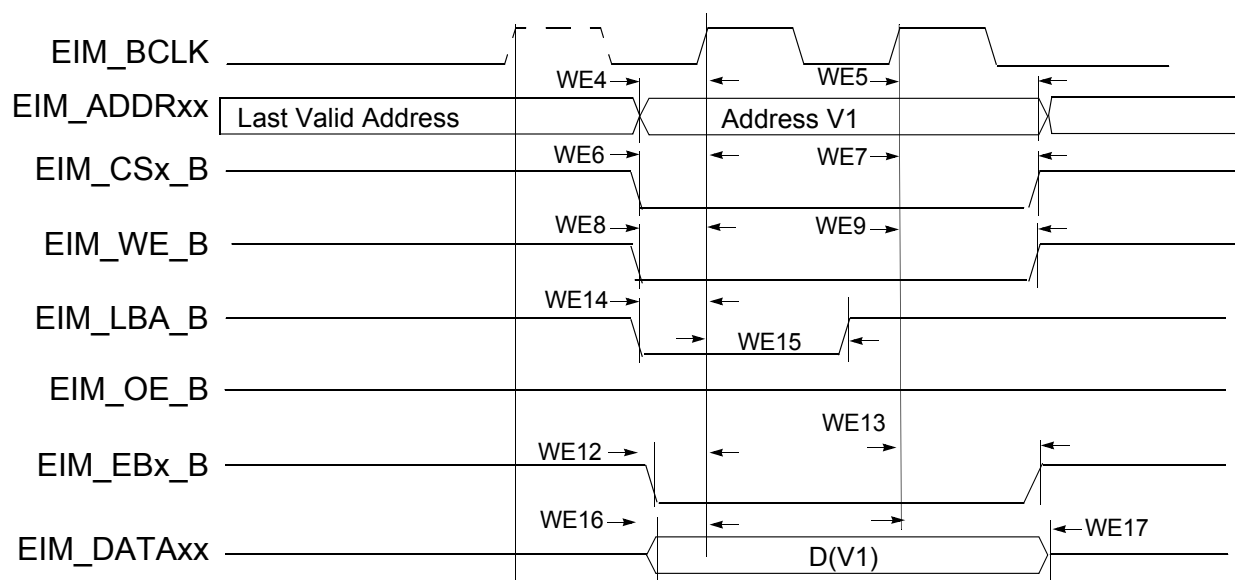 EIM_BCLK
WE4 WE5
EIM_ADDRxx Last Valid Address Address V1
WE6 WE7
EIM_CSx_B
WE8 WE9
EIM_WE_B
WE14
EIM_LBA_B
WE15
EIM_OE_B
WE13
WE12
EIM_EBx_B
WE16 WE17
EIM_DATAxx D(V1)